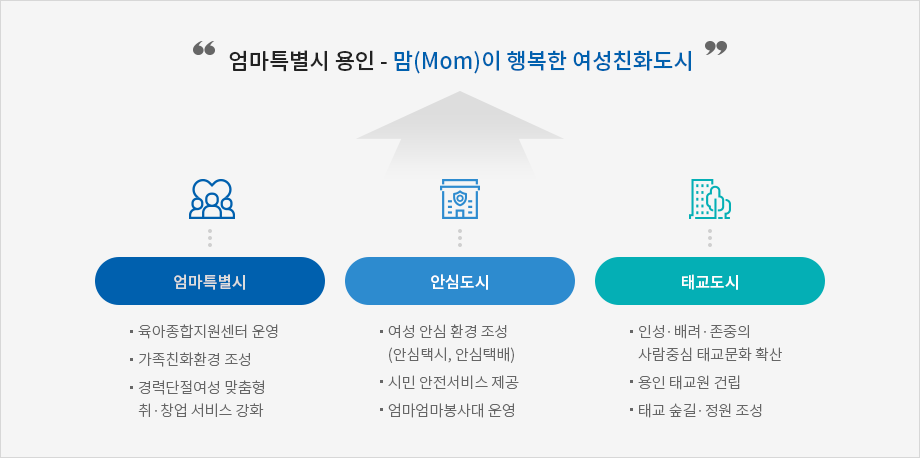 “ 엄마특별시 용인 - 맘(Mom)이 행복한 여성친화도시 ”
엄마특별시
· 육아종합지원센터 운영
· 가족친화환경 조성
· 경력단절여성 맞춤형
취·창업 서비스 강화
안심도시
· 여성 안심 환경 조성
(안심택시, 안심택배)
· 시민 안전서비스 제공
· 엄마엄마봉사대 운영
태교도시
· 인성·배려·존중의
사람중심 태교문화 확산
· 용인 태교원 건립
· 태교 숲길·정원 조성